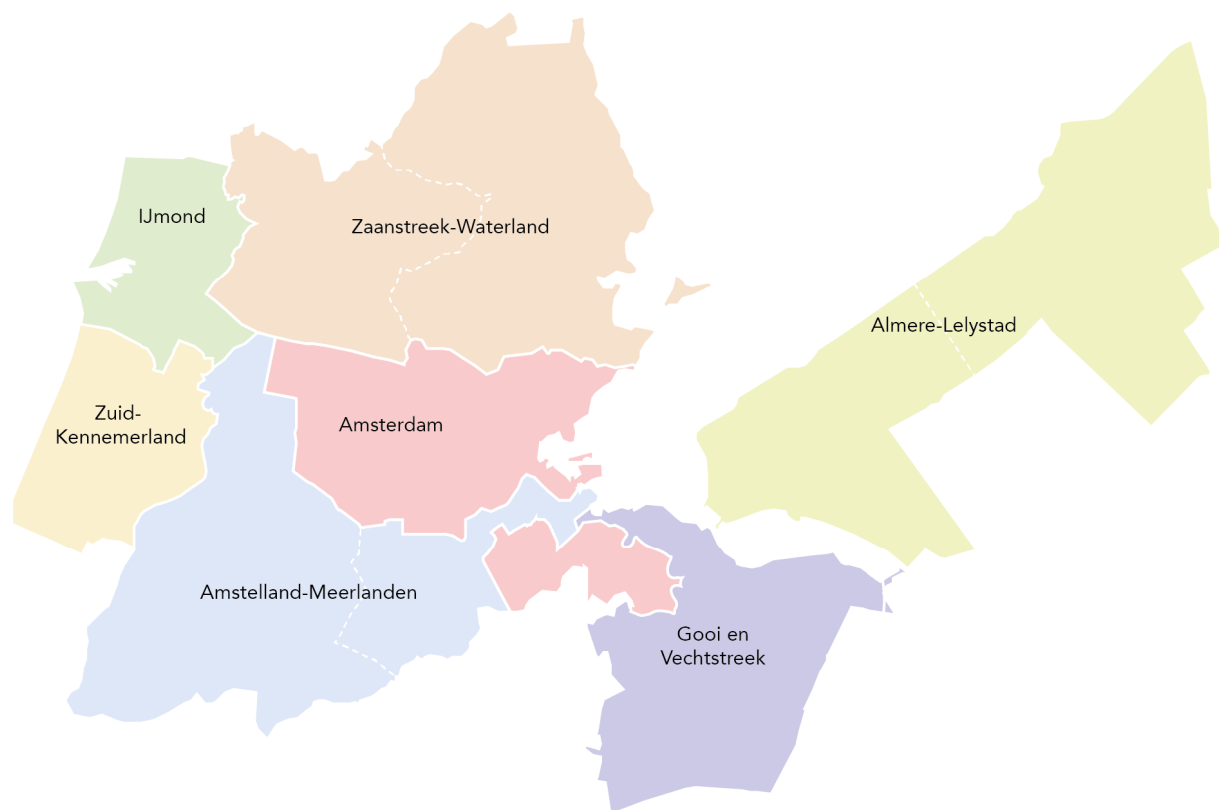 IJmond
Zaanstreek-Waterland
Almere-Lelystad
Zuid-
Kennemerland
Amsterdam
Amstelland-Meerlanden
Gooi en
Vechtstreek